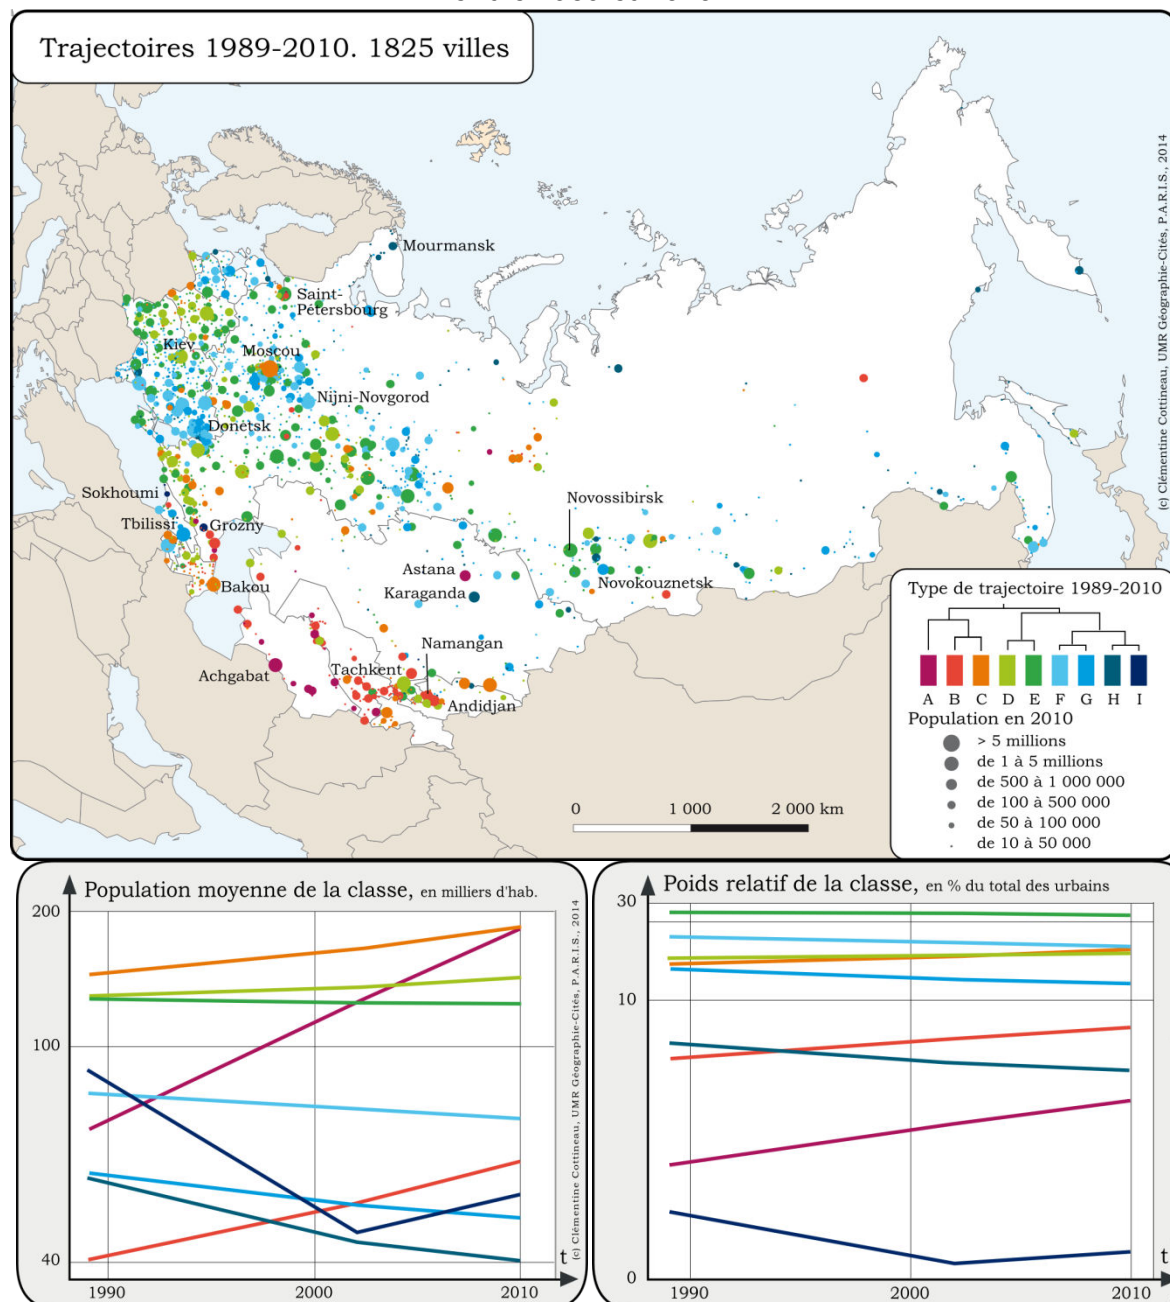 Trajectoires 1989-2010. 1825 villes
(c) Clémentine Cottineau, UMR Géographie-Cités, P.A.R.I.S., 2014
Mourmansk
Saint-
Pétersbourg
Kiev
Moscou
Nijni-Novgorod
Donetsk
Sokhoumi
Tbilissi
Grozny
Novossibirsk
Astana
Karaganda
Novokouznetsk
Bakou
Namangan
Achgabat
Tachkent
Andidjan
Type de trajectoire 1989-2010
A B C D E F G H I
Population en 2010
> 5 millions
de 1 à 5 millions
de 500 à 1 000 000
de 100 à 500 000
de 50 à 100 000
de 10 à 50 000
0 1 000 2 000 km
Population moyenne de la classe, en milliers d'hab.
200
100
40
1990 2000 2010
t
(c) Clémentine Cottineau, UMR Géographie-Cités, P.A.R.I.S., 2014
Poids relatif de la classe, en % du total des urbains
30
10
0
1990 2000 2010
t